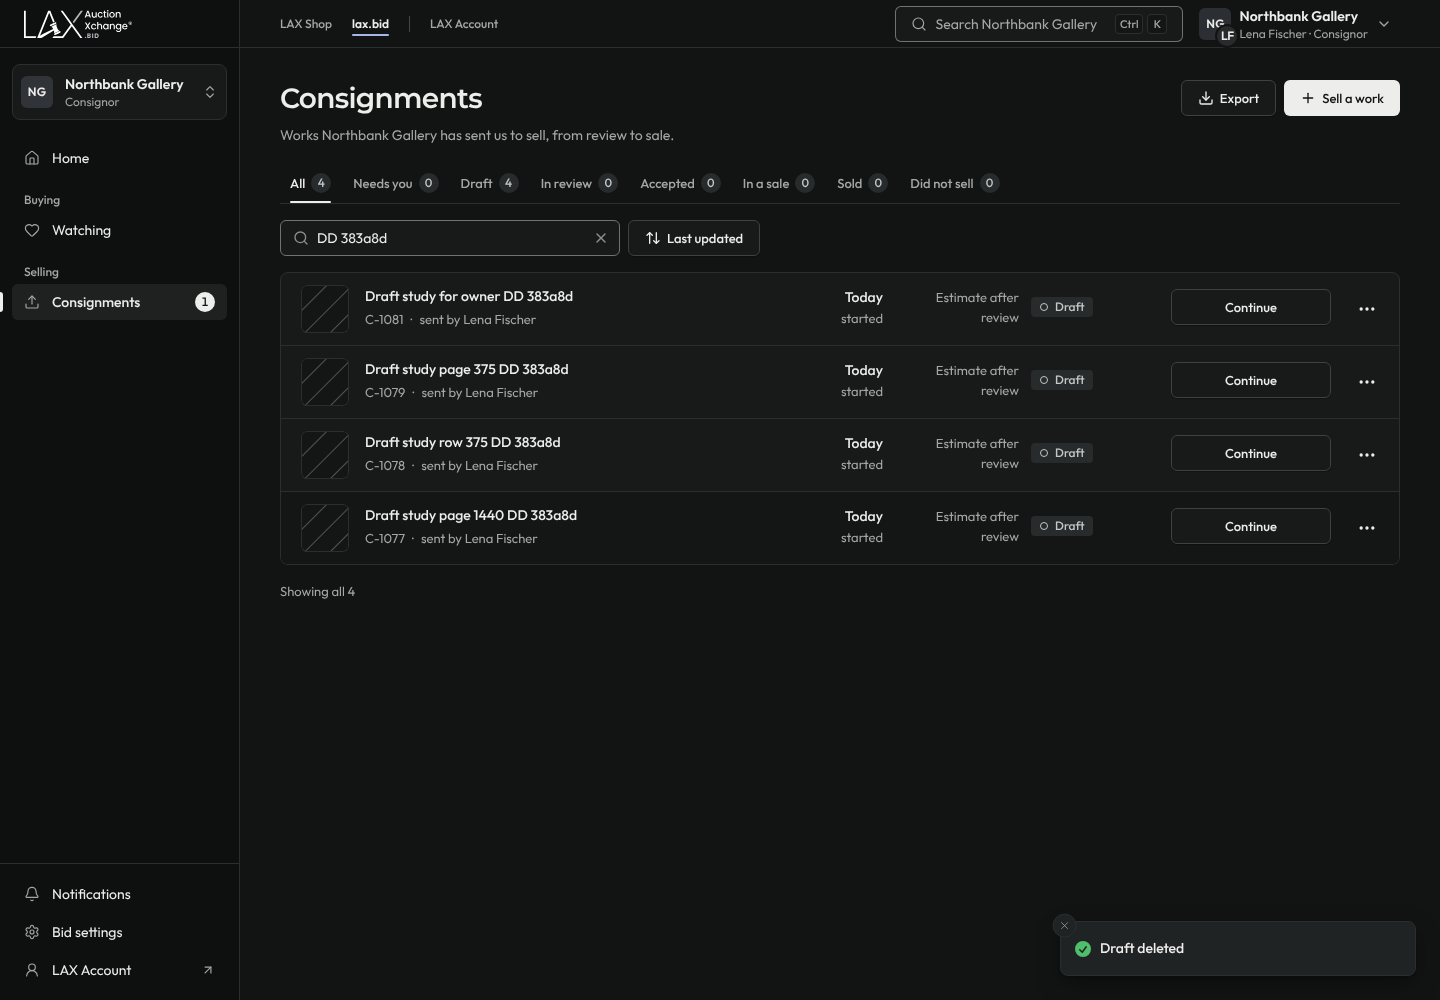 LAX Auction Xchange® .BID
LAX Shop
lax.bid
LAX Account
Search Northbank Gallery
Ctrl
K
NG
LF
Northbank Gallery
Lena Fischer · Consignor
NG
Northbank Gallery
Consignor
Home
Buying
Watching
Selling
Consignments
1
Notifications
Bid settings
LAX Account
Consignments
Works Northbank Gallery has sent us to sell, from review to sale.
Export
Sell a work
All 4
Needs you 0
Draft 4
In review 0
Accepted 0
In a sale 0
Sold 0
Did not sell 0
DD 383a8d
Last updated
Draft study for owner DD 383a8d
C-1081 · sent by Lena Fischer
Today
started
Estimate after
review
Draft
Continue
Draft study page 375 DD 383a8d
C-1079 · sent by Lena Fischer
Today
started
Estimate after
review
Draft
Continue
Draft study row 375 DD 383a8d
C-1078 · sent by Lena Fischer
Today
started
Estimate after
review
Draft
Continue
Draft study page 1440 DD 383a8d
C-1077 · sent by Lena Fischer
Today
started
Estimate after
review
Draft
Continue
Showing all 4
Draft deleted